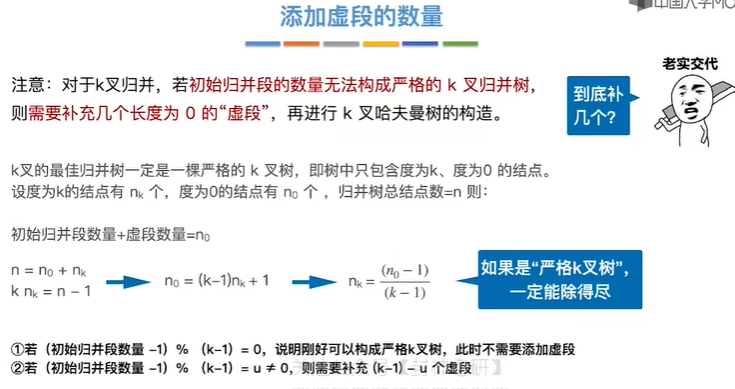 中国大学MO
添加虚段的数量
注意：对于k叉归并，若初始归并段的数量无法构成严格的 k 叉归并树，
则需要补充几个长度为 0 的“虚段”，再进行 k 叉哈夫曼树的构造。
到底补
几个？
老实交代
k叉的最佳归并树一定是一棵严格的 k 叉树，即树中只包含度为k、度为0 的结点。
设度为k的结点有 nk 个，度为0的结点有 n0 个 ，归并树总结点数=n 则：
初始归并段数量+虚段数量=n0
n = n0 + nk
k nk = n − 1
n0 = (k−1)nk + 1
nk = (n0 − 1) / (k − 1)
如果是“严格k叉树”，
一定能除得尽
①若（初始归并段数量 −1）% （k−1）= 0，说明刚好可以构成严格k叉树，此时不需要添加虚段
②若（初始归并段数量 −1）% （k−1）= u ≠ 0，则需要补充 (k−1) − u 个虚段